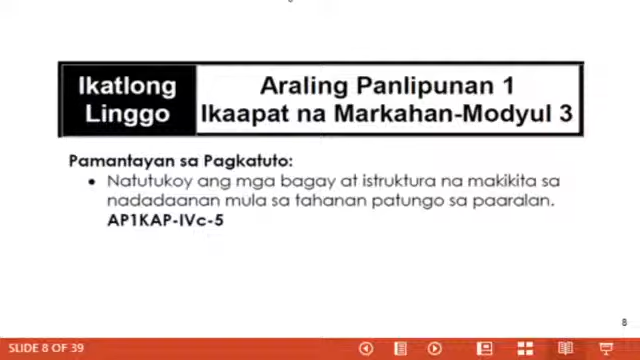 Ikatlong
Linggo
Araling Panlipunan 1
Ikaapat na Markahan-Modyul 3
Pamantayan sa Pagkatuto:
• Natutukoy ang mga bagay at istruktura na makikita sa
nadadaanan mula sa tahanan patungo sa paaralan.
AP1KAP-IVc-5
8
SLIDE 8 OF 39